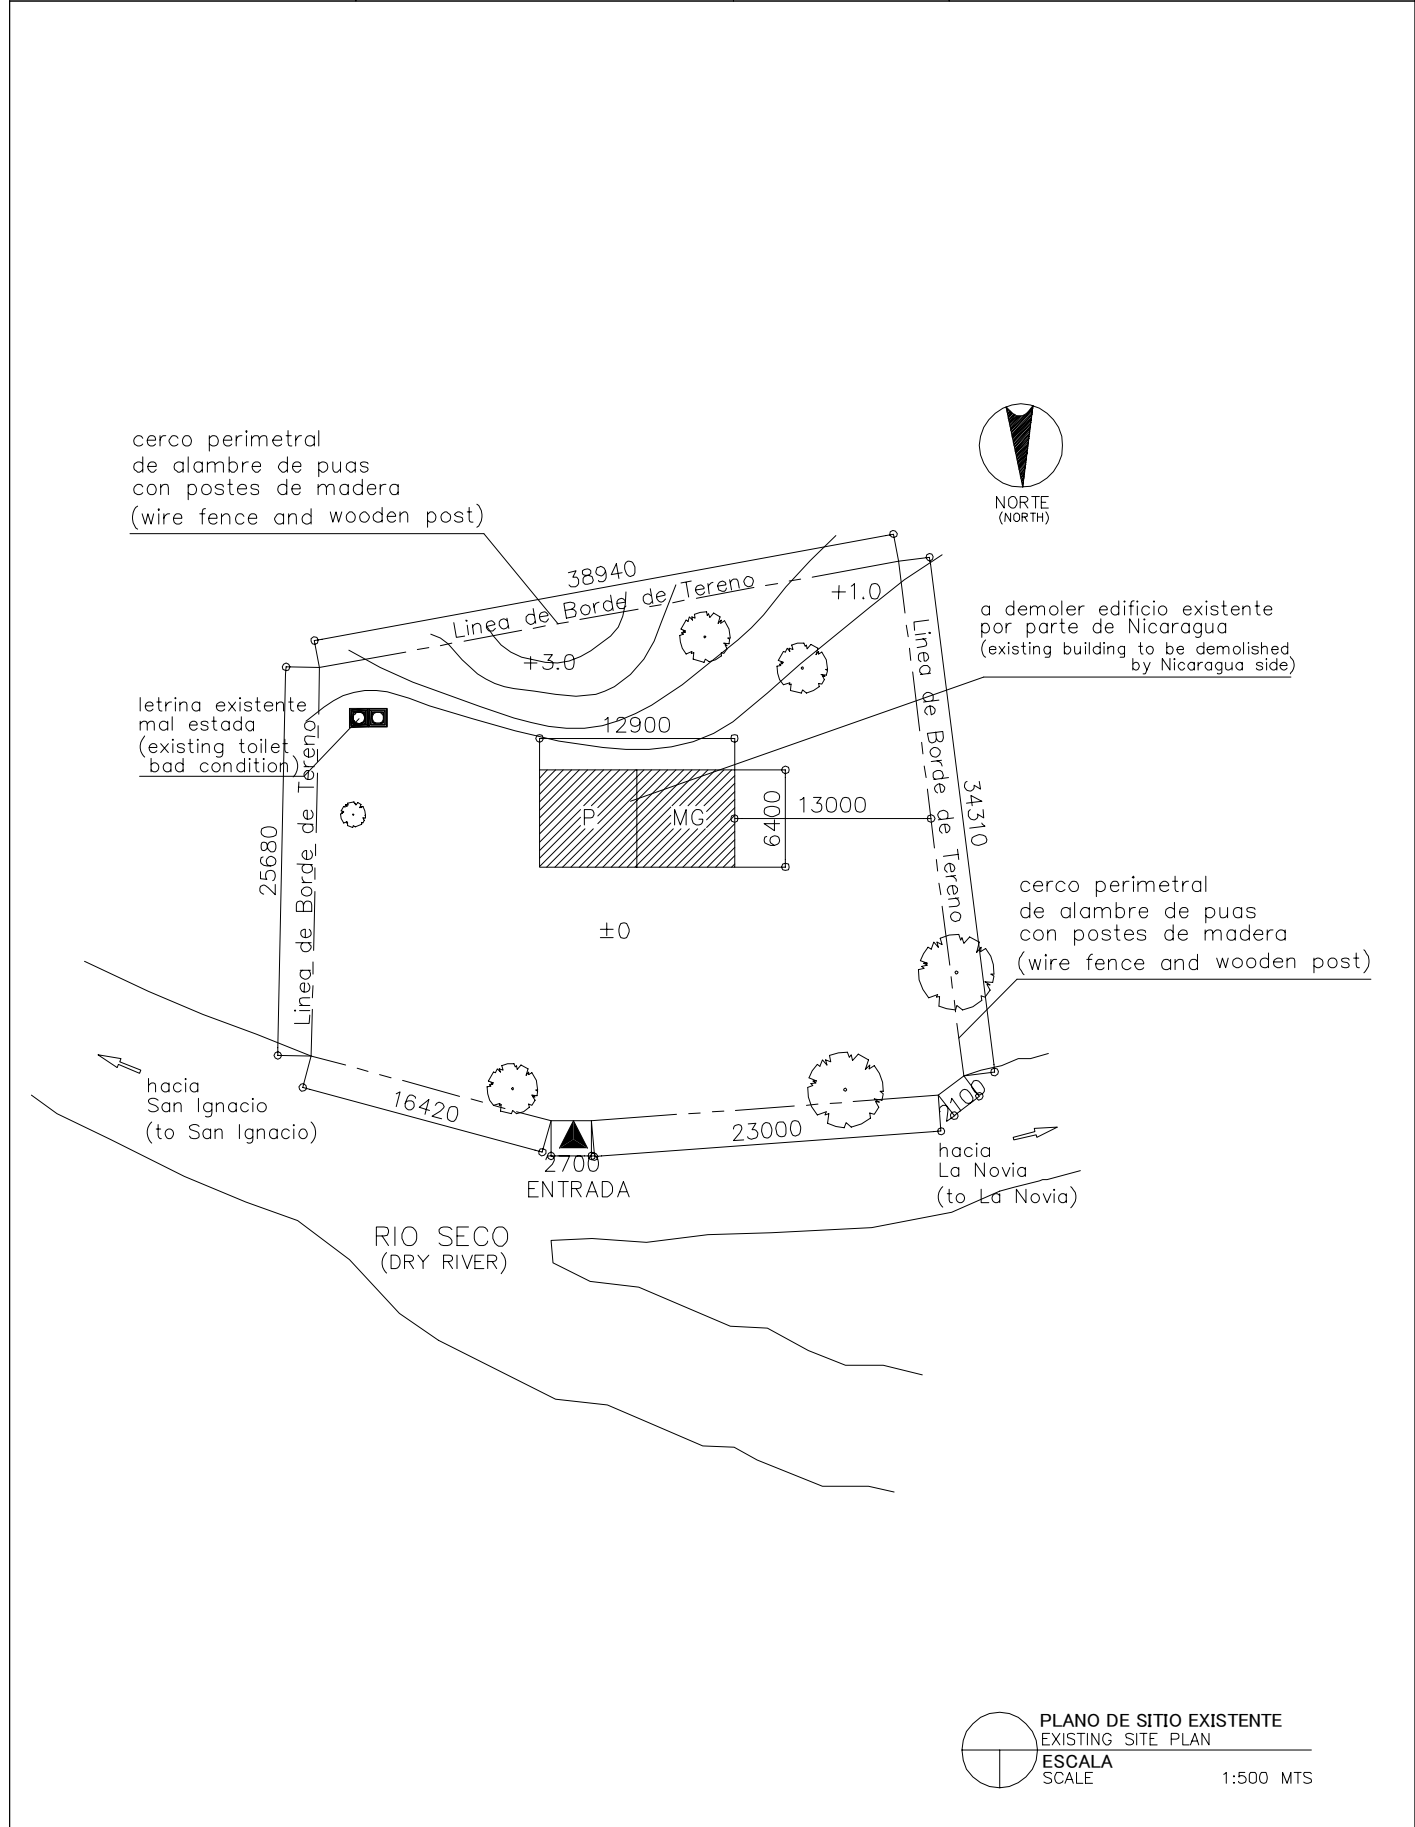 cerco perimetral
de alambre de puas
con postes de madera
(wire fence and wooden post)
NORTE
(NORTH)
38940
Linea de Borde de Tereno
+1.0
+3.0
a demoler edificio existente
por parte de Nicaragua
(existing building to be demolished
by Nicaragua side)
letrina existente
mal estada
(existing toilet
bad condition)
12900
P
MG
6400
13000
Linea de Borde de Tereno
34310
25680
Linea de Borde de Tereno
±0
cerco perimetral
de alambre de puas
con postes de madera
(wire fence and wooden post)
hacia
San Ignacio
(to San Ignacio)
16420
2700
ENTRADA
23000
2100
hacia
La Novia
(to La Novia)
RIO SECO
(DRY RIVER)
PLANO DE SITIO EXISTENTE
EXISTING SITE PLAN
ESCALA
SCALE 1:500 MTS